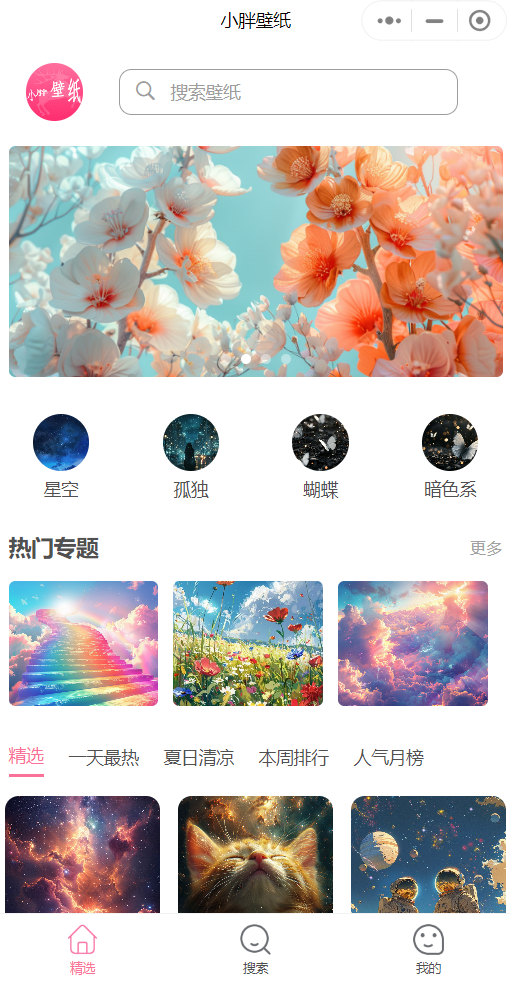 小胖壁纸
小胖 壁纸
搜索壁纸
星空 孤独 蝴蝶 暗色系
热门专题 更多
精选 一天最热 夏日清凉 本周排行 人气月榜
精选 搜索 我的